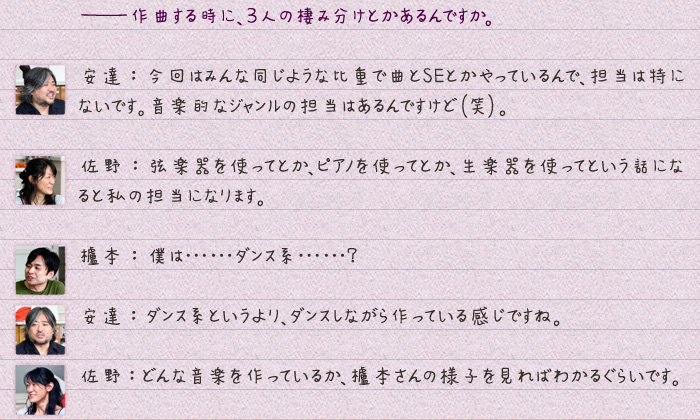 ――― 作曲する時に、3人の棲み分けとかあるんですか。
安達：今回はみんな同じような比重で曲とSEとかやっているんで、担当は特に
ないです。音楽的なジャンルの担当はあるんですけど(笑)。
佐野：弦楽器を使ってとか、ピアノを使ってとか、生楽器を使ってという話にな
ると私の担当になります。
櫨本：僕は……ダンス系……？
安達：ダンス系というより、ダンスしながら作っている感じですね。
佐野：どんな音楽を作っているか、櫨本さんの様子を見ればわかるぐらいです。